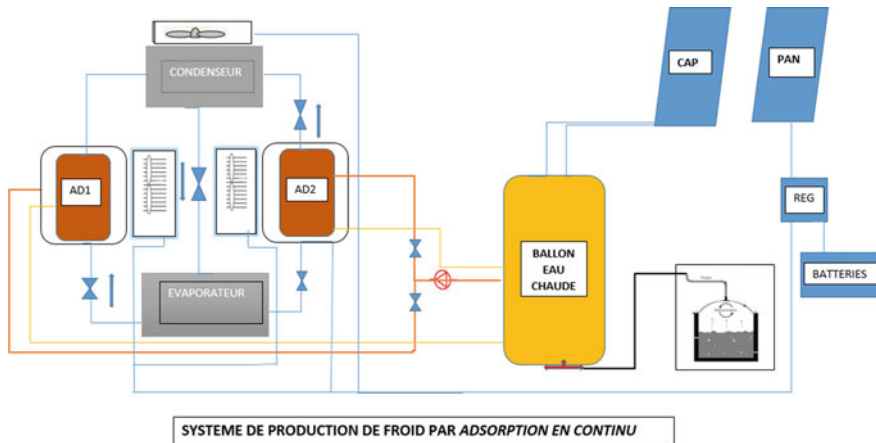 CONDENSEUR
CAP
PAN
AD1
AD2
REG
BALLON
EAU
CHAUDE
EVAPORATEUR
BATTERIES
SYSTEME DE PRODUCTION DE FROID PAR ADSORPTION EN CONTINU